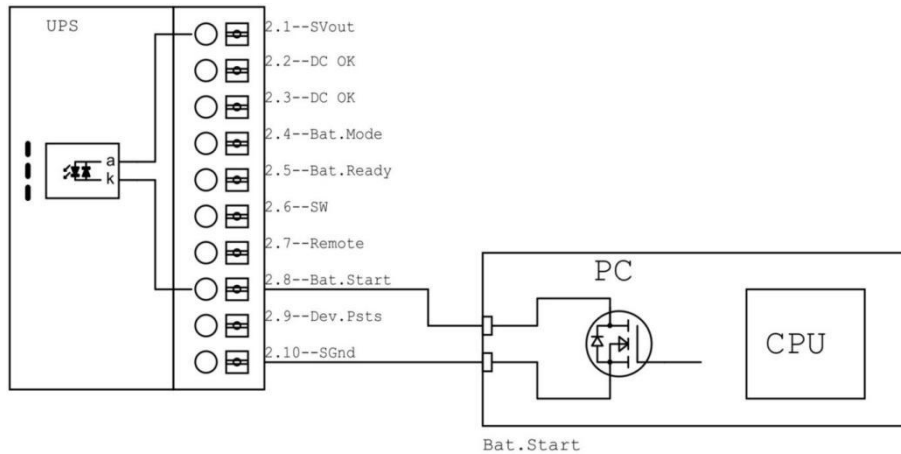 UPS
2.1--SVout
2.2--DC OK
2.3--DC OK
a
2.4--Bat.Mode
k
2.5--Bat.Ready
2.6--SW
2.7--Remote
2.8--Bat.Start
2.9--Dev.Psts
2.10--SGnd
PC
CPU
Bat.Start